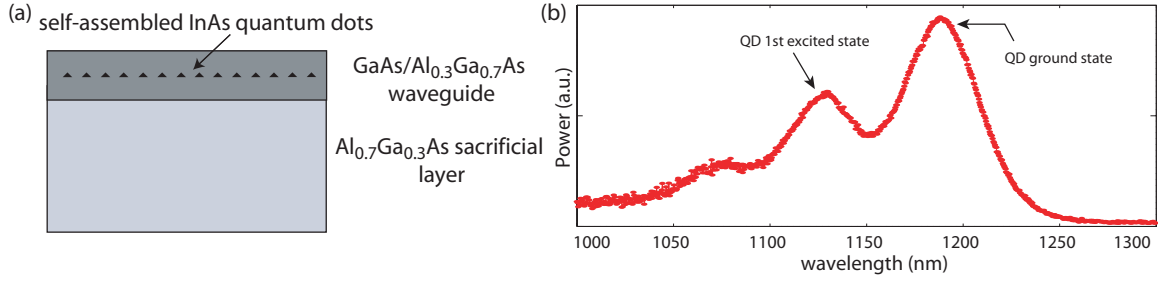 (a)
self-assembled InAs quantum dots
GaAs/Al0.3Ga0.7As
waveguide
Al0.7Ga0.3As sacrificial
layer
(b)
QD 1st excited state
QD ground state
Power (a.u.)
1000 1050 1100 1150 1200 1250 1300
wavelength (nm)